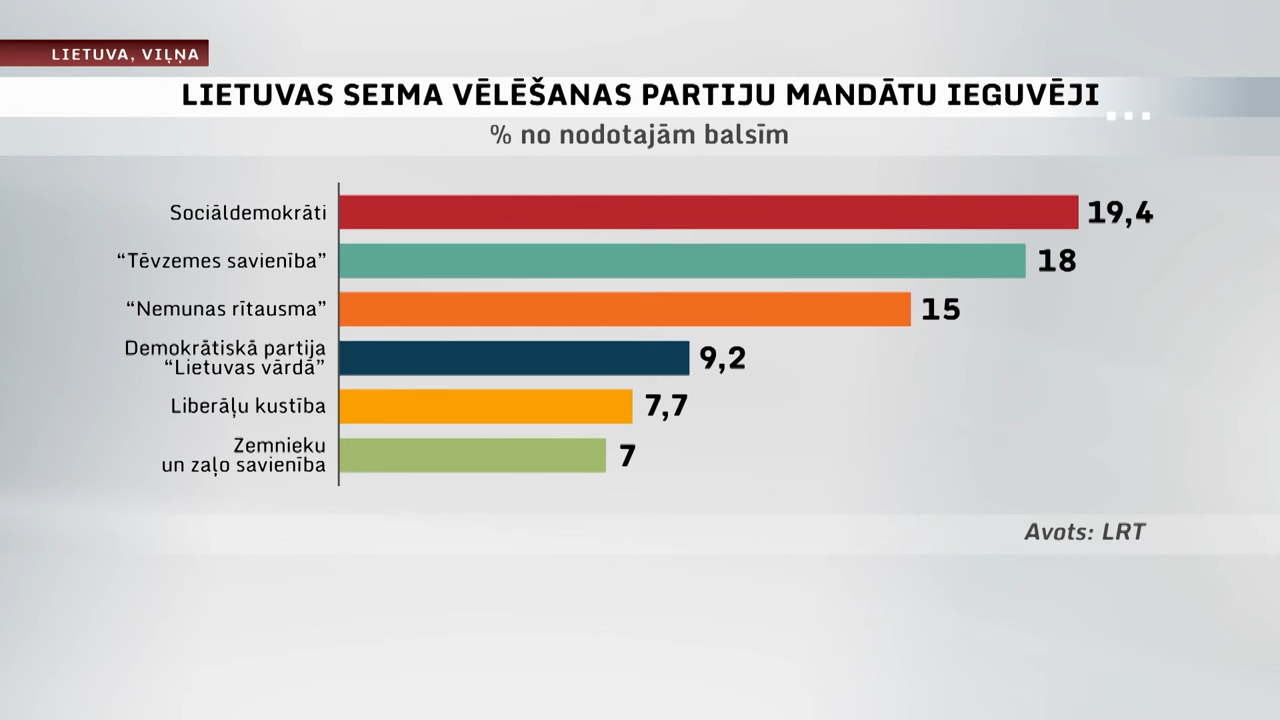 LIETUVA, VIĻŅA
LIETUVAS SEIMA VĒLĒŠANAS PARTIJU MANDĀTU IEGUVĒJI
% no nodotajām balsīm
Sociāldemokrāti 19,4
“Tēvzemes savienība” 18
“Nemunas rītausma” 15
Demokrātiskā partija
“Lietuvas vārdā” 9,2
Liberāļu kustība 7,7
Zemnieku
un zaļo savienība 7
Avots: LRT